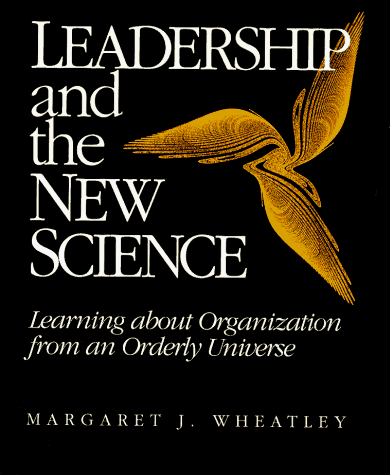 LEADERSHIP
and
the
NEW
SCIENCE
Learning about Organization
from an Orderly Universe
MARGARET J. WHEATLEY